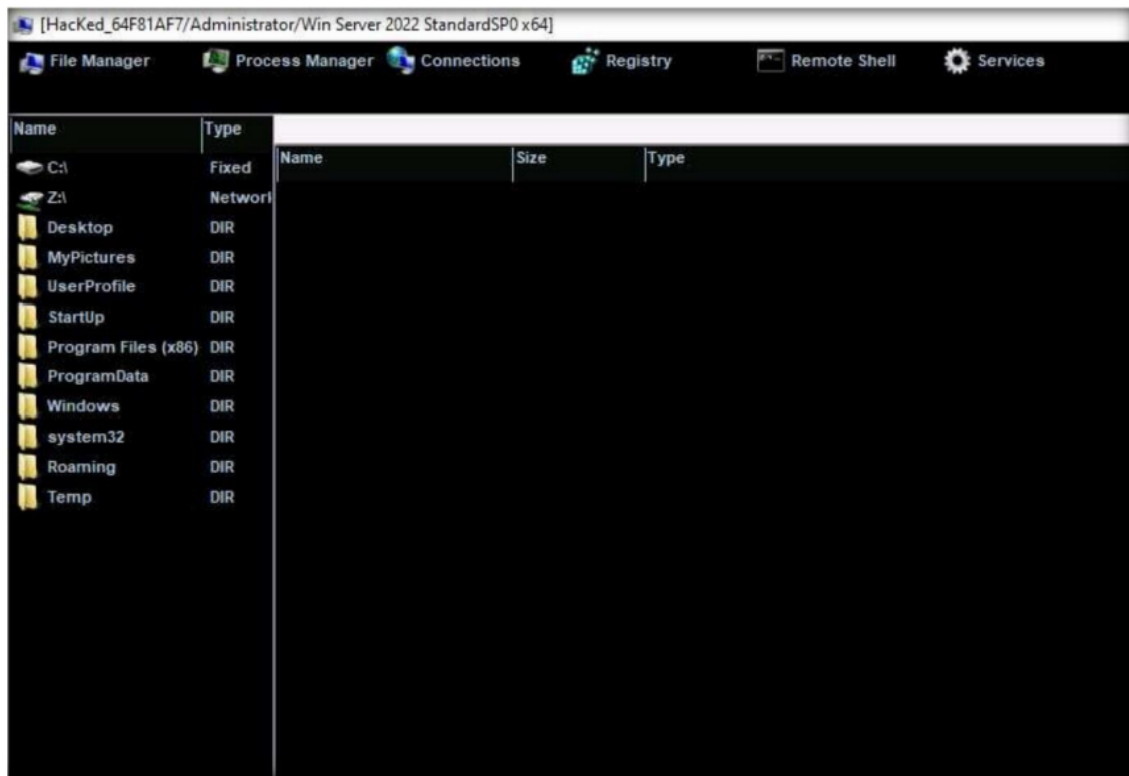 [HacKed_64F81AF7/Administrator/Win Server 2022 StandardSP0 x64]
File Manager Process Manager Connections Registry Remote Shell Services
Name Type
Name Size Type
C:\ Fixed
Z:\ Network
Desktop DIR
MyPictures DIR
UserProfile DIR
StartUp DIR
Program Files (x86) DIR
ProgramData DIR
Windows DIR
system32 DIR
Roaming DIR
Temp DIR